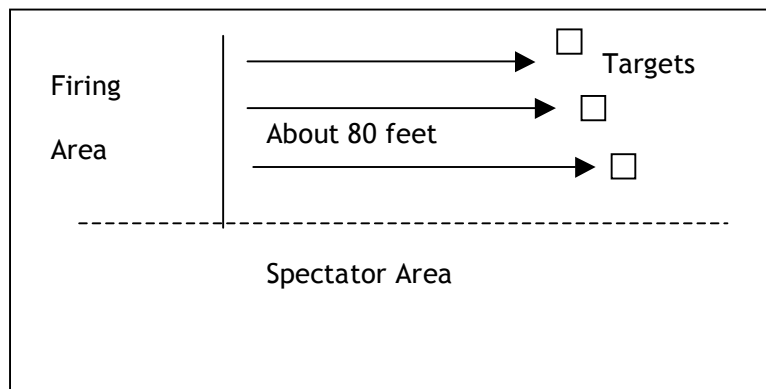 Firing
Area
Targets
About 80 feet
Spectator Area